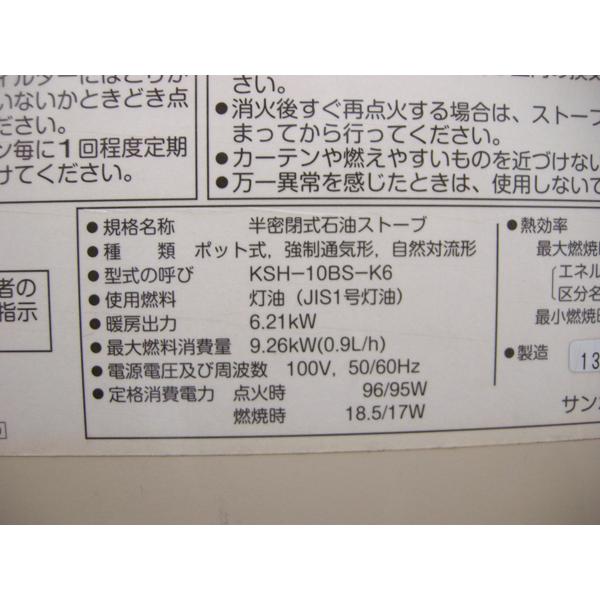 ィルターにほこりが
いないかときどき点
ださい。
ン毎に1回程度定期
けてください。
さい。
●消火後すぐ再点火する場合は、ストーブ
まってから行ってください。
●カーテンや燃えやすいものを近づけない
●万一異常を感じたときは、使用しないで
者の
指示
●規格名称 半密閉式石油ストーブ
●種類 ポット式,強制通気形,自然対流形
●型式の呼び KSH-10BS-K6
●使用燃料 灯油(JIS1号灯油)
●暖房出力 6.21kW
●最大燃料消費量 9.26kW(0.9L/h)
●電源電圧及び周波数 100V, 50/60Hz
●定格消費電力 点火時 96/95W
燃焼時 18.5/17W
●熱効率
最大燃焼時
エネル
区分名
最小燃焼時
●製造 13
サン